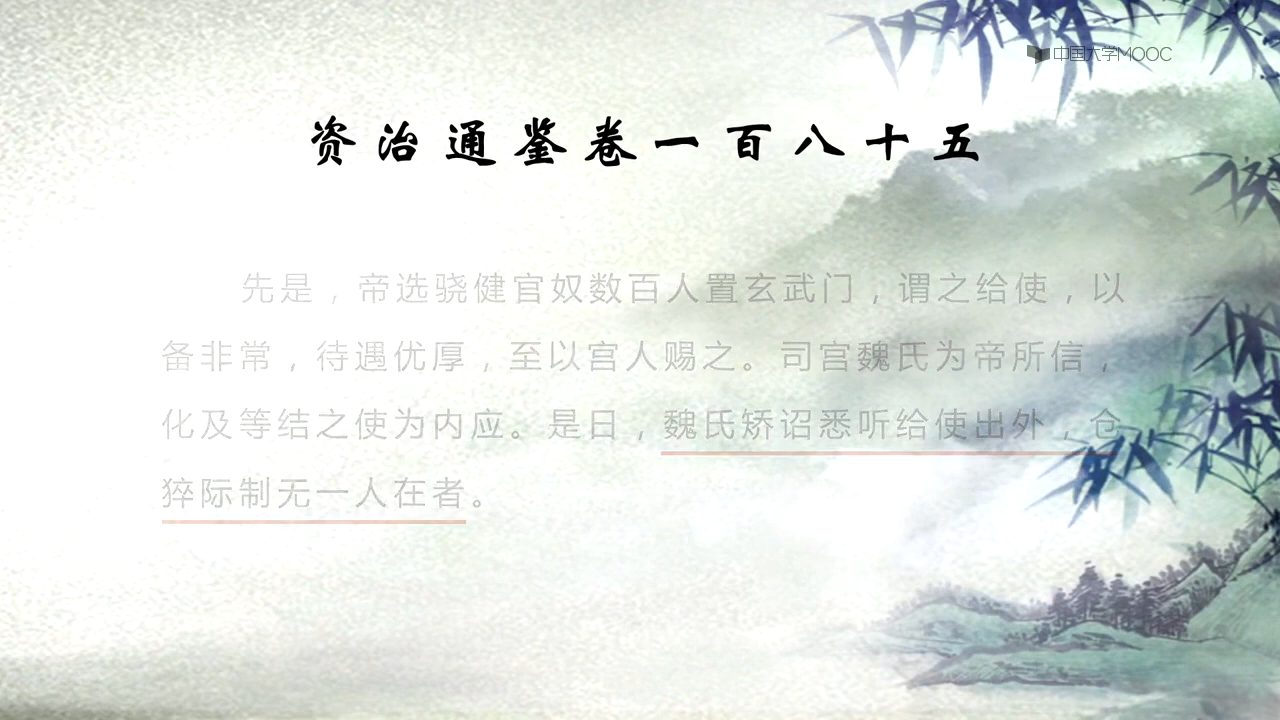 中国大学MOOC
资治通鉴卷一百八十五
先是，帝选骁健官奴数百人置玄武门，谓之给使，以
备非常，待遇优厚，至以宫人赐之。司宫魏氏为帝所信，
化及等结之使为内应。是日，魏氏矫诏悉听给使出外，仓
猝际制无一人在者。